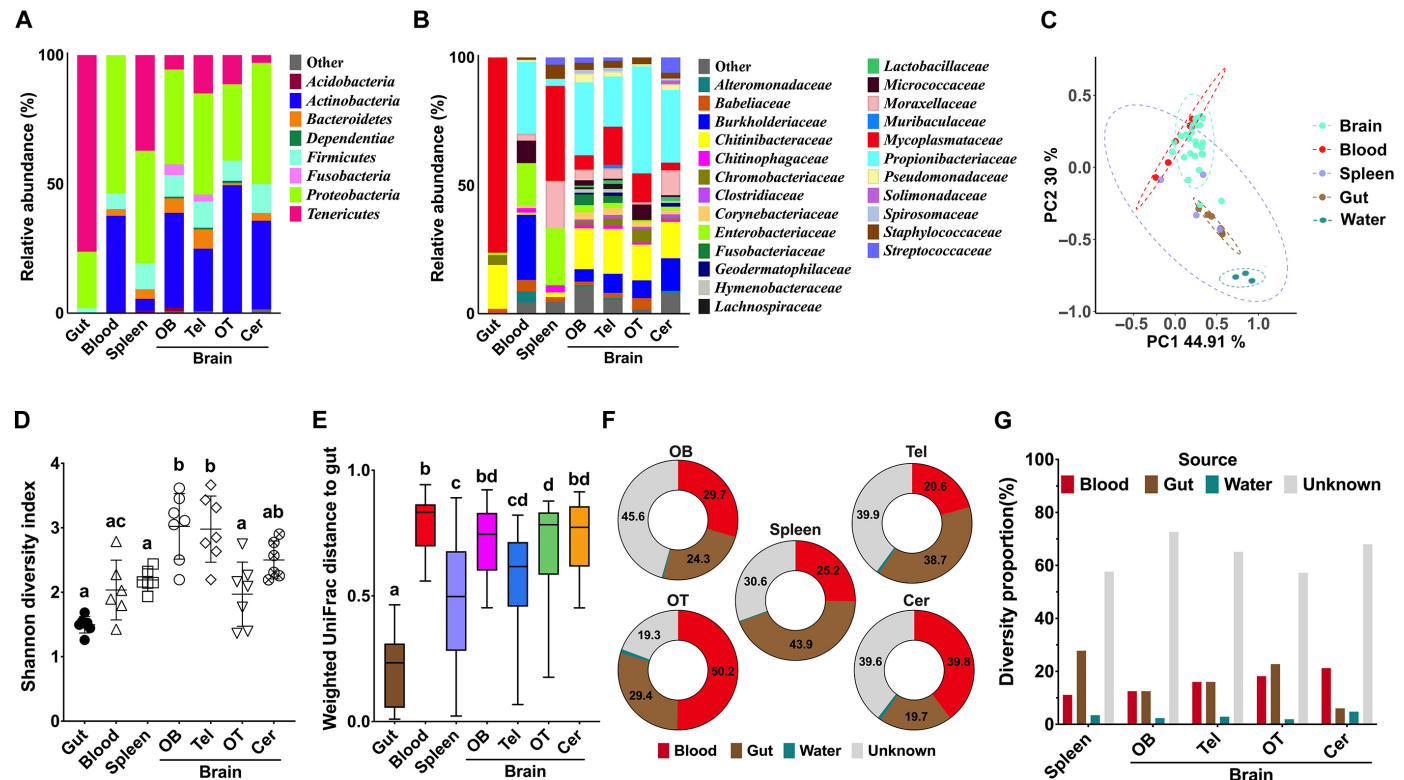 A
Relative abundance (%)
100
50
0
Gut
Blood
Spleen
OB
Tel
OT
Cer
Brain
Other
Acidobacteria
Actinobacteria
Bacteroidetes
Dependentiae
Firmicutes
Fusobacteria
Proteobacteria
Tenericutes
B
Relative abundance (%)
100
50
0
Gut
Blood
Spleen
OB
Tel
OT
Cer
Brain
Other
Alteromonadaceae
Babeliaceae
Burkholderiaceae
Chitinibacteraceae
Chitinophagaceae
Chromobacteriaceae
Clostridiaceae
Corynebacteriaceae
Enterobacteriaceae
Fusobacteriaceae
Geodermatophilaceae
Hymenobacteraceae
Lachnospiraceae
Lactobacillaceae
Micrococcaceae
Moraxellaceae
Muribaculaceae
Mycoplasmataceae
Propionibacteriaceae
Pseudomonadaceae
Solimonadaceae
Spirosomaceae
Staphylococcaceae
Streptococcaceae
C
PC2 30 %
0.5
0.0
−0.5
−1.0
−0.5
0.0
0.5
1.0
PC1 44.91 %
Brain
Blood
Spleen
Gut
Water
D
Shannon diversity index
4
3
2
1
0
a
ac
a
b
b
a
ab
Gut
Blood
Spleen
OB
Tel
OT
Cer
Brain
E
Weighted UniFrac distance to gut
1.0
0.5
0.0
a
b
c
bd
cd
d
bd
Gut
Blood
Spleen
OB
Tel
OT
Cer
Brain
F
OB
29.7
24.3
45.6
Tel
20.6
38.7
39.9
Spleen
25.2
43.9
30.6
OT
50.2
29.4
19.3
Cer
39.8
19.7
39.6
Blood Gut Water Unknown
G
Diversity proportion(%)
100
80
60
40
20
0
Source
Blood Gut Water Unknown
Spleen
OB
Tel
OT
Cer
Brain